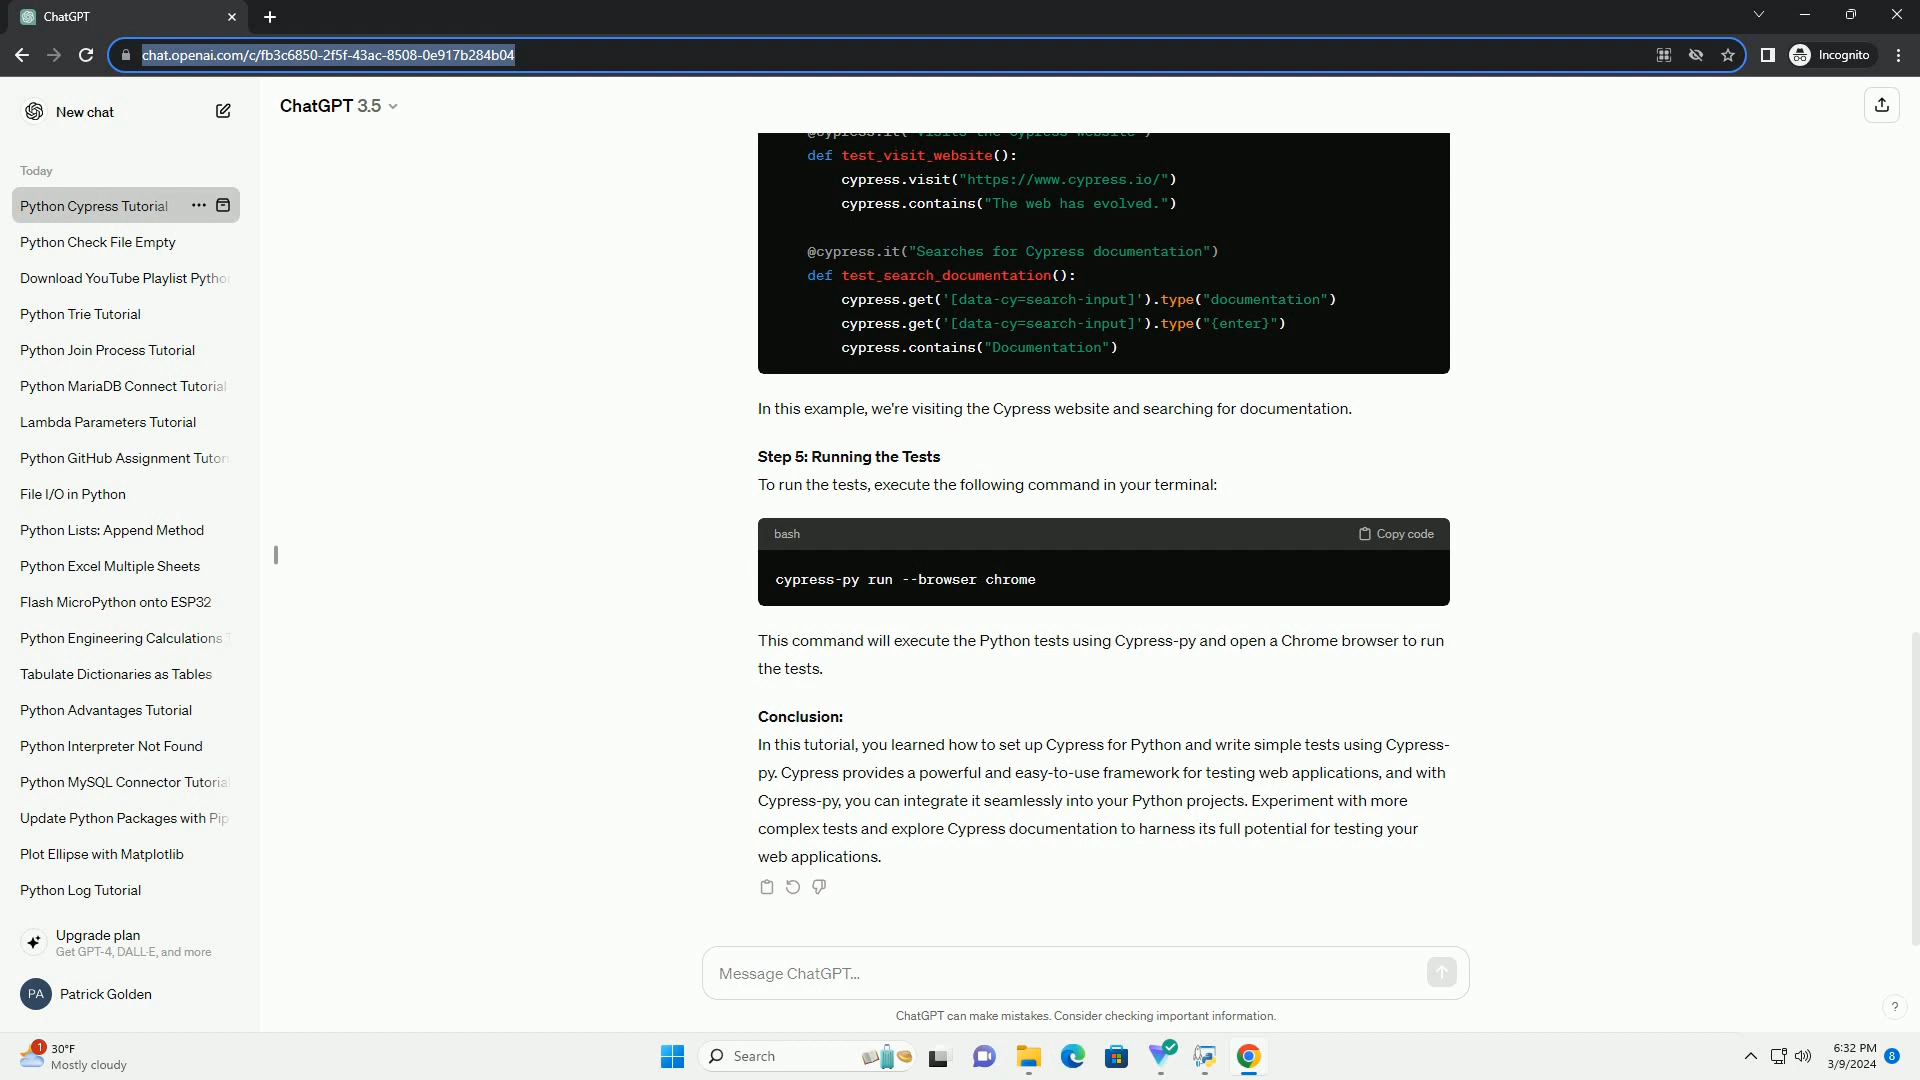 ChatGPT
chat.openai.com/c/fb3c6850-2f5f-43ac-8508-0e917b284b04
Incognito
New chat
Today
Python Cypress Tutorial
Python Check File Empty
Download YouTube Playlist Python
Python Trie Tutorial
Python Join Process Tutorial
Python MariaDB Connect Tutorial
Lambda Parameters Tutorial
Python GitHub Assignment Tutori
File I/O in Python
Python Lists: Append Method
Python Excel Multiple Sheets
Flash MicroPython onto ESP32
Python Engineering Calculations T
Tabulate Dictionaries as Tables
Python Advantages Tutorial
Python Interpreter Not Found
Python MySQL Connector Tutorial
Update Python Packages with Pip
Plot Ellipse with Matplotlib
Python Log Tutorial
Upgrade plan
Get GPT-4, DALL·E, and more
PA Patrick Golden
ChatGPT 3.5
@cypress.it("Visits the Cypress website")
def test_visit_website():
cypress.visit("https://www.cypress.io/")
cypress.contains("The web has evolved.")
@cypress.it("Searches for Cypress documentation")
def test_search_documentation():
cypress.get('[data-cy=search-input]').type("documentation")
cypress.get('[data-cy=search-input]').type("{enter}")
cypress.contains("Documentation")
In this example, we're visiting the Cypress website and searching for documentation.
Step 5: Running the Tests
To run the tests, execute the following command in your terminal:
bash
Copy code
cypress-py run --browser chrome
This command will execute the Python tests using Cypress-py and open a Chrome browser to run
the tests.
Conclusion:
In this tutorial, you learned how to set up Cypress for Python and write simple tests using Cypress-
py. Cypress provides a powerful and easy-to-use framework for testing web applications, and with
Cypress-py, you can integrate it seamlessly into your Python projects. Experiment with more
complex tests and explore Cypress documentation to harness its full potential for testing your
web applications.
Message ChatGPT…
ChatGPT can make mistakes. Consider checking important information.
?
1
30°F
Mostly cloudy
Search
6:32 PM
3/9/2024
8